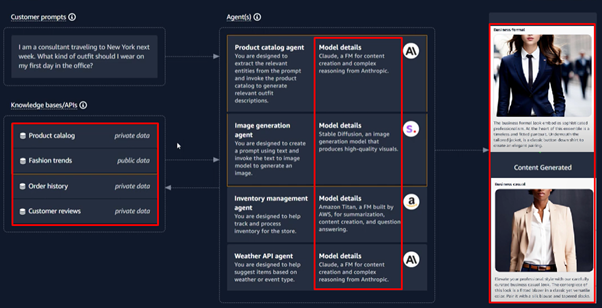 Customer prompts
I am a consultant traveling to New York next
week. What kind of outfit should I wear on
my first day in the office?
Knowledge bases/APIs
Product catalog private data
Fashion trends public data
Order history private data
Customer reviews private data
Agent(s)
Product catalog agent
You are designed to
extract the relevant
entities from the prompt
and invoke the product
catalog to generate
relevant outfit
descriptions.
Model details
Claude, a FM for content
creation and complex
reasoning from Anthropic.
Image generation
agent
You are designed to create
a prompt using text and
invoke the text to image
model to generate an
image.
Model details
Stable Diffusion, an image
generation model that
produces high-quality visuals.
Inventory management
agent
You are designed to help
track and process
inventory for the store.
Model details
Amazon Titan, a FM built by
AWS, for summarization,
content creation, and question
answering.
Weather API agent
You are designed to help
suggest items based on
weather or event type.
Model details
Claude, a FM for content
creation and complex
reasoning from Anthropic.
Business formal
Content Generated
Business casual